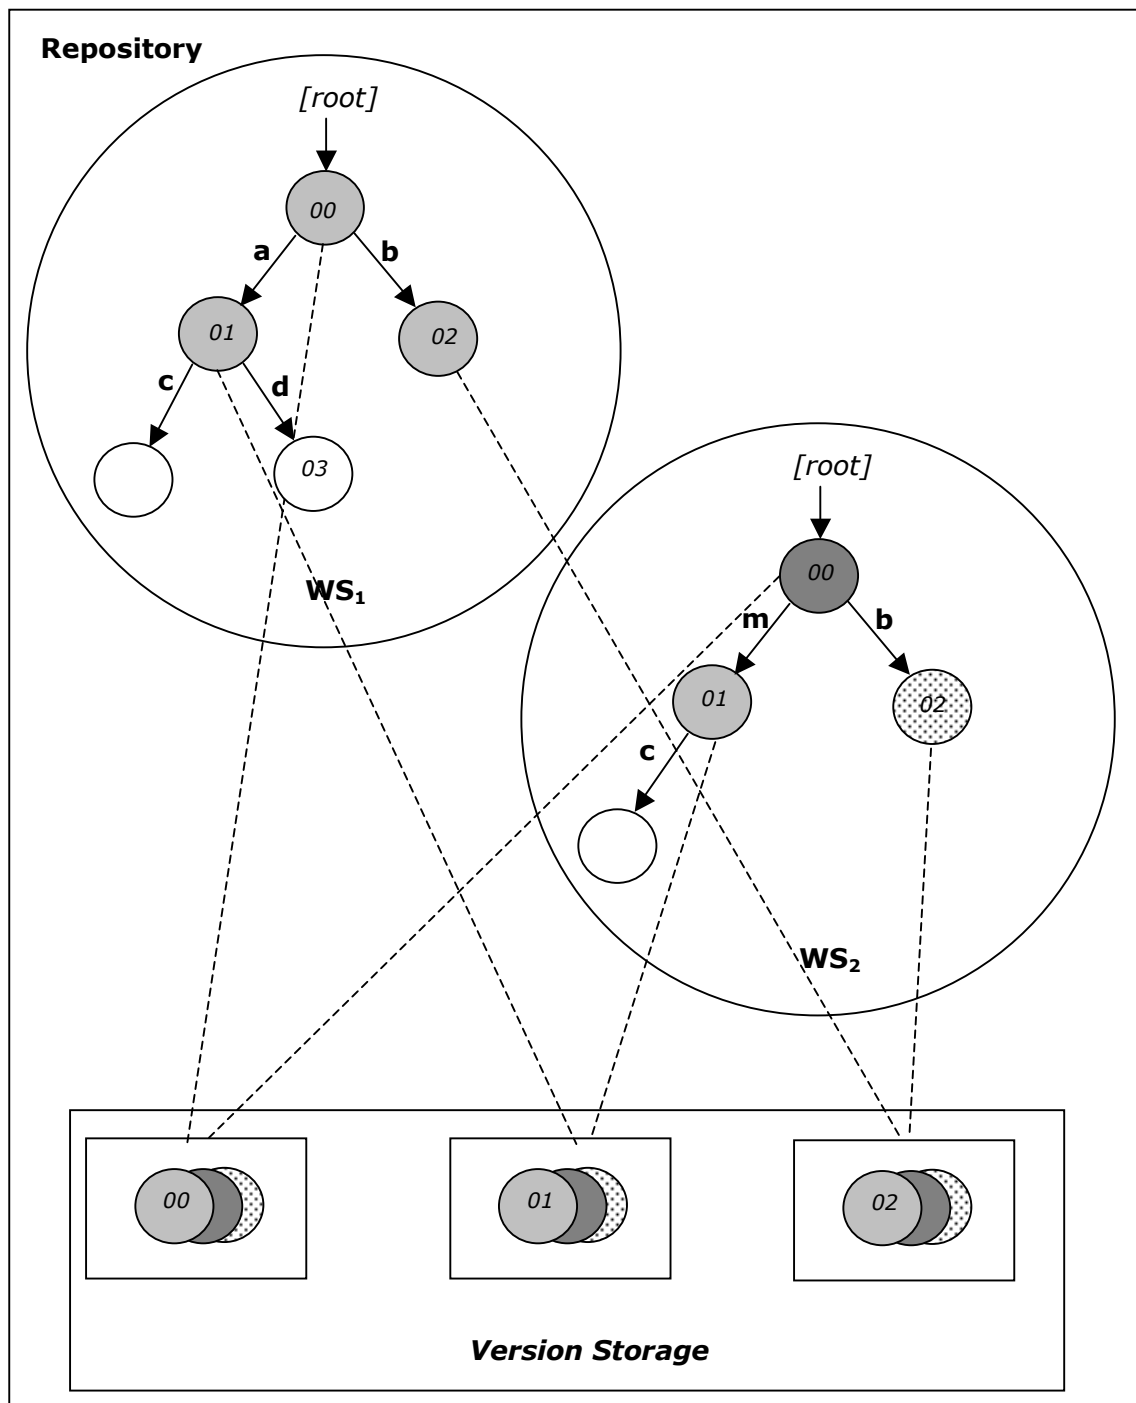 Repository
[root]
00
a
b
01
02
c
d
03
WS₁
[root]
00
m
b
01
02
c
WS₂
00
01
02
Version Storage